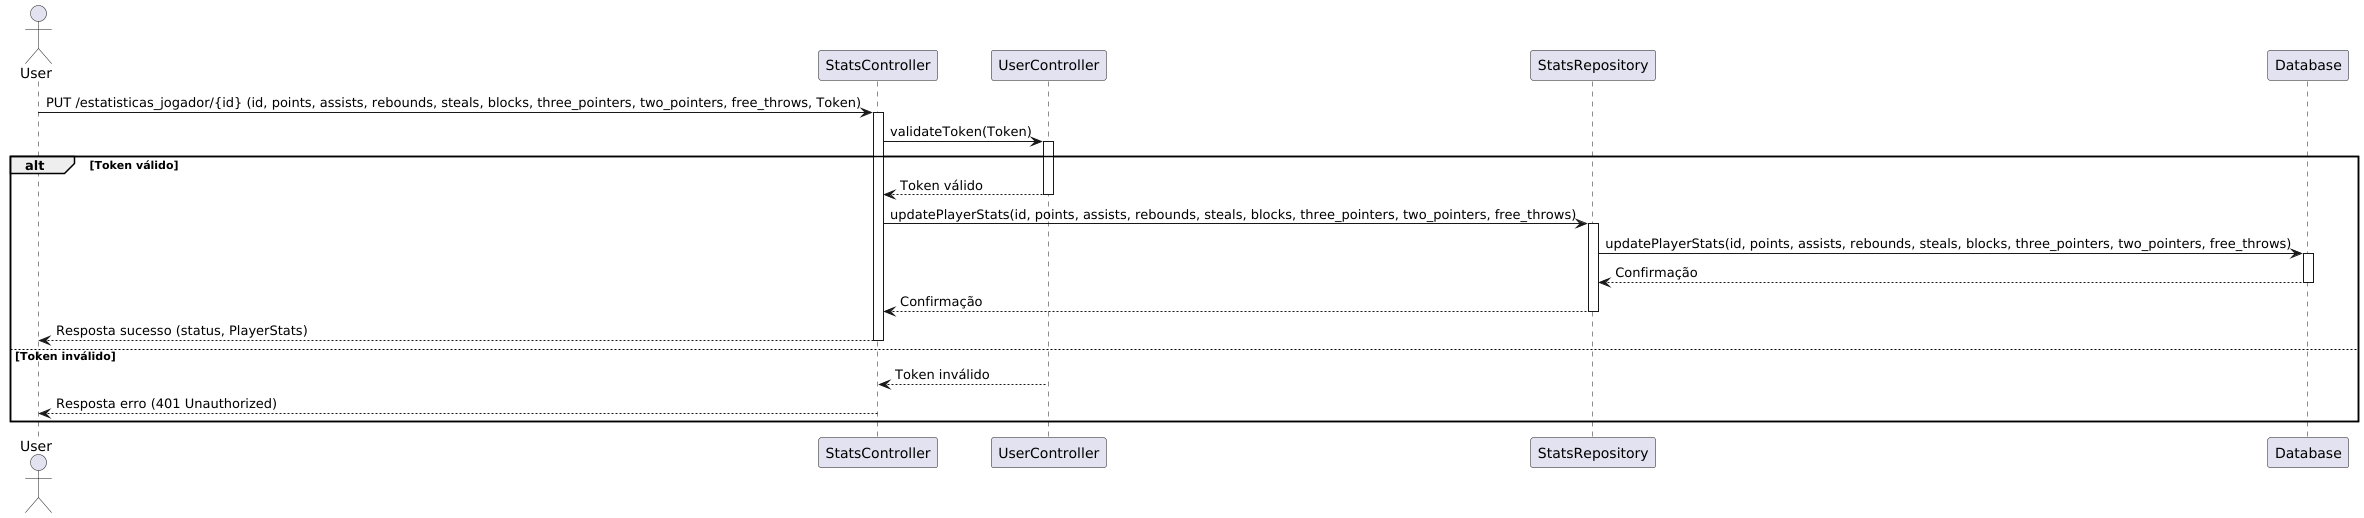 User
StatsController
UserController
StatsRepository
Database
PUT /estatisticas_jogador/{id} (id, points, assists, rebounds, steals, blocks, three_pointers, two_pointers, free_throws, Token)
validateToken(Token)
alt
[Token válido]
Token válido
updatePlayerStats(id, points, assists, rebounds, steals, blocks, three_pointers, two_pointers, free_throws)
updatePlayerStats(id, points, assists, rebounds, steals, blocks, three_pointers, two_pointers, free_throws)
Confirmação
Confirmação
Resposta sucesso (status, PlayerStats)
[Token inválido]
Token inválido
Resposta erro (401 Unauthorized)
User
StatsController
UserController
StatsRepository
Database